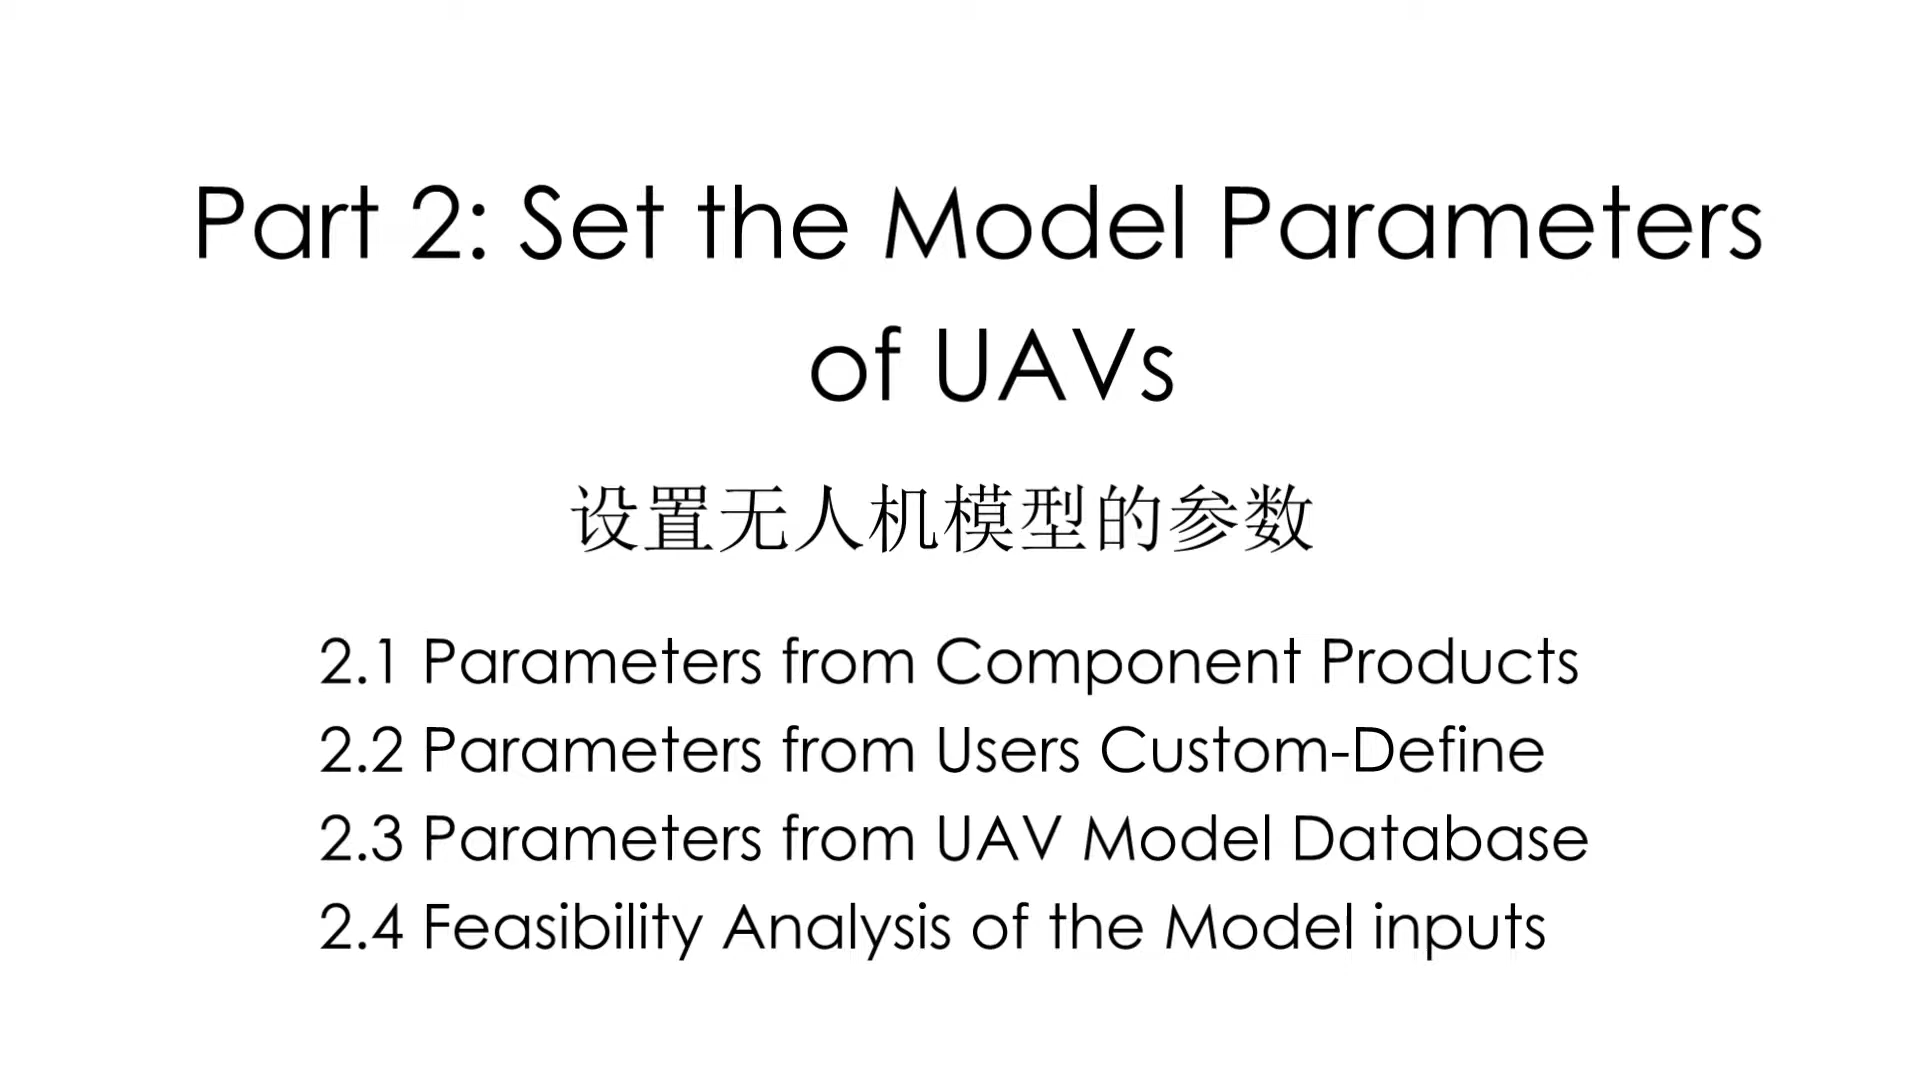 Part 2: Set the Model Parameters
of UAVs
设置无人机模型的参数
2.1 Parameters from Component Products
2.2 Parameters from Users Custom-Define
2.3 Parameters from UAV Model Database
2.4 Feasibility Analysis of the Model inputs